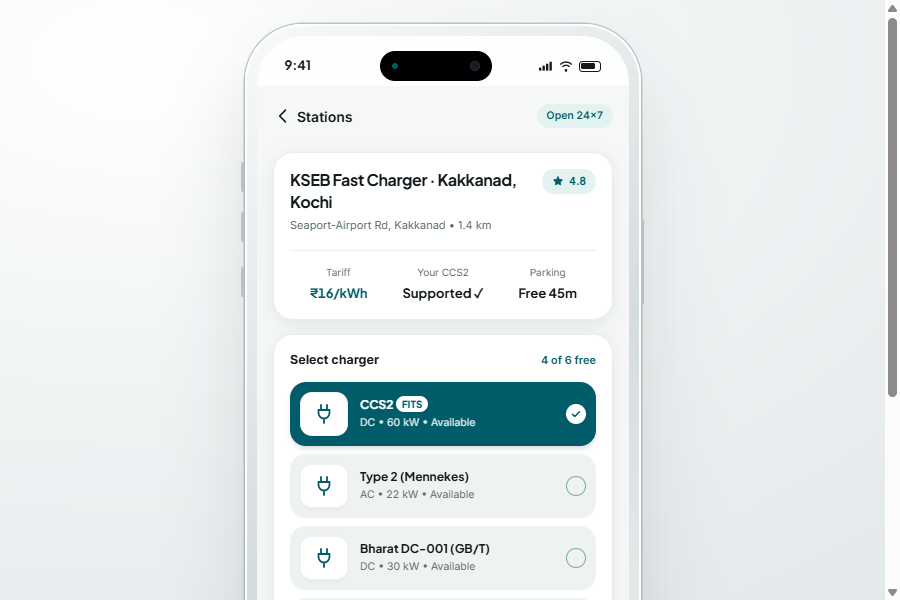 9:41
Stations
Open 24×7
KSEB Fast Charger · Kakkanad,
Kochi
4.8
Seaport-Airport Rd, Kakkanad • 1.4 km
Tariff
₹16/kWh
Your CCS2
Supported ✓
Parking
Free 45m
Select charger
4 of 6 free
CCS2 FITS
DC • 60 kW • Available
Type 2 (Mennekes)
AC • 22 kW • Available
Bharat DC-001 (GB/T)
DC • 30 kW • Available